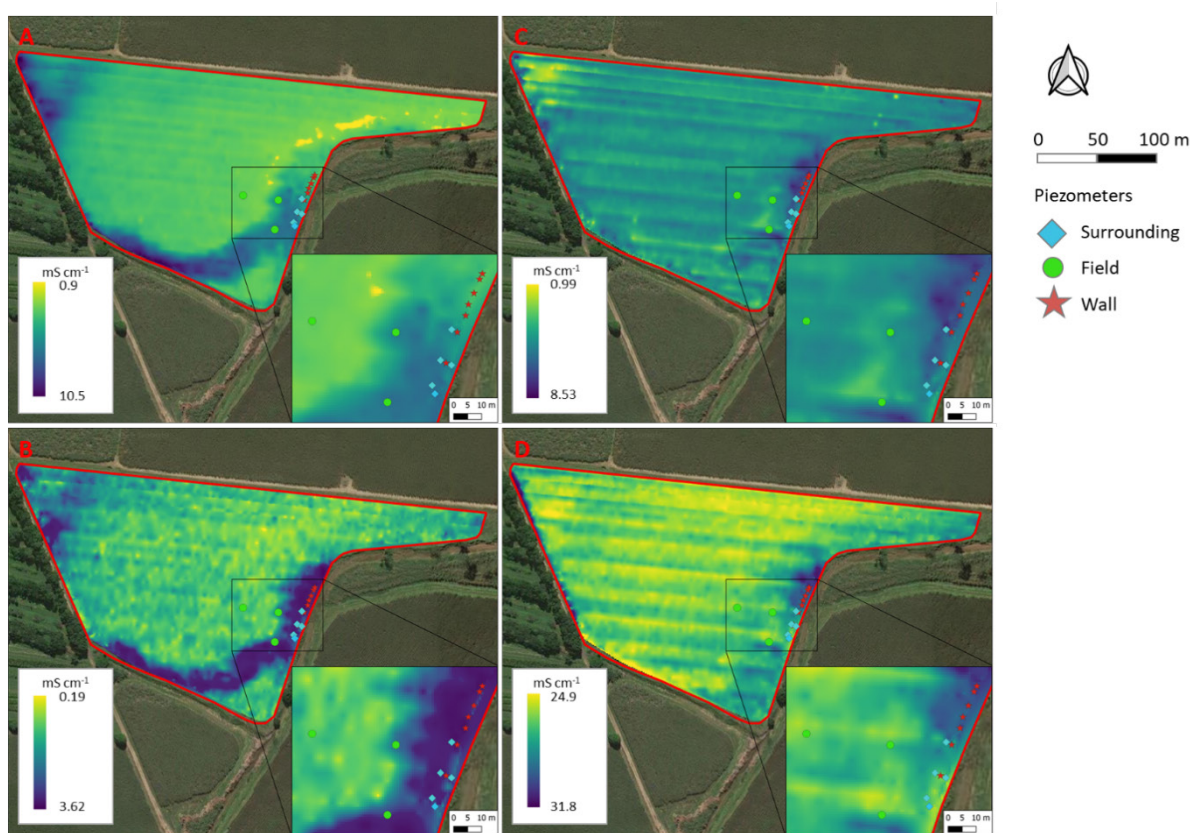 A
mS cm-1
0.9
10.5
0 5 10 m
C
mS cm-1
0.99
8.53
0 5 10 m
B
mS cm-1
0.19
3.62
0 5 10 m
D
mS cm-1
24.9
31.8
0 5 10 m
0 50 100 m
Piezometers
Surrounding
Field
Wall